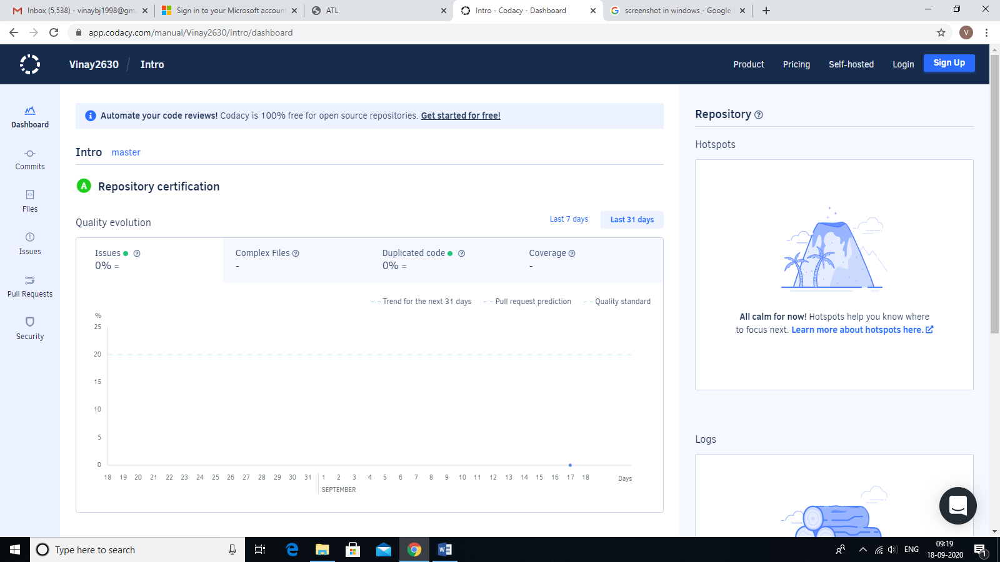 Inbox (5,538) - vinaybj1998@gma
Sign in to your Microsoft account
ATL
Intro - Codacy - Dashboard
screenshot in windows - Google
app.codacy.com/manual/Vinay2630/Intro/dashboard
V
Vinay2630 / Intro
Product
Pricing
Self-hosted
Login
Sign Up
Dashboard
Commits
Files
Issues
Pull Requests
Security
Automate your code reviews! Codacy is 100% free for open source repositories. Get started for free!
Intro master
A Repository certification
Quality evolution
Last 7 days
Last 31 days
Issues
0% =
Complex Files
-
Duplicated code
0% =
Coverage
-
Trend for the next 31 days
Pull request prediction
Quality standard
%
25
20
15
10
5
0
18 19 20 21 22 23 24 25 26 27 28 29 30 31 1 2 3 4 5 6 7 8 9 10 11 12 13 14 15 16 17 18 Days
SEPTEMBER
Repository
Hotspots
All calm for now! Hotspots help you know where
to focus next. Learn more about hotspots here.
Logs
Type here to search
ENG
09:19
18-09-2020
1